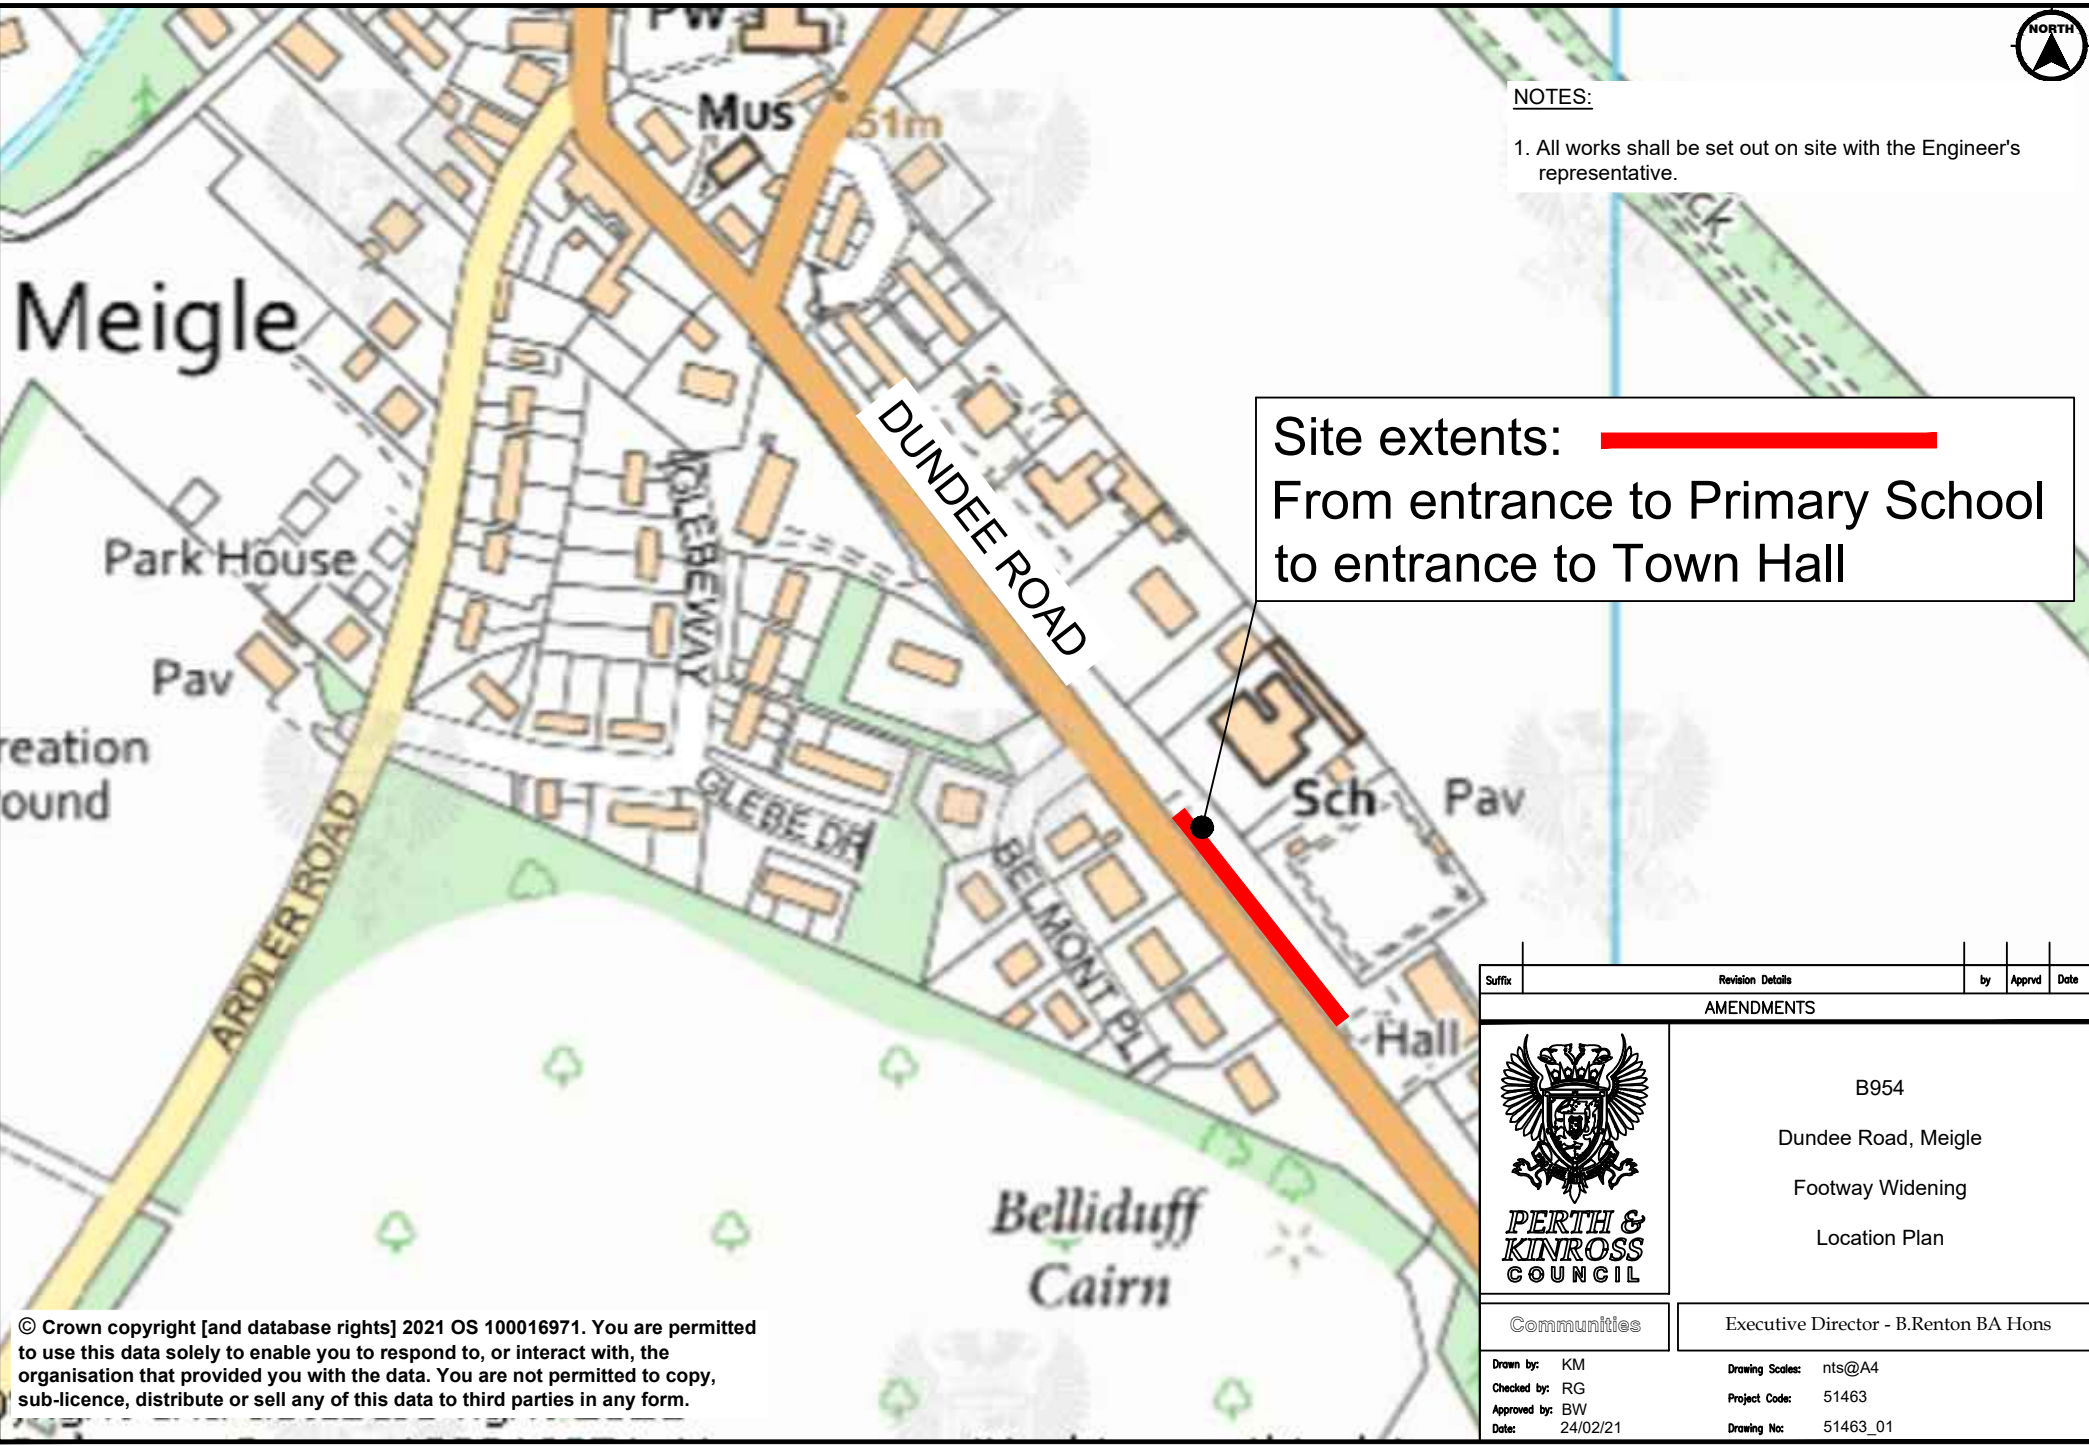 PW
NORTH
Mus
51m
NOTES:
1. All works shall be set out on site with the Engineer's
representative.
Meigle
DUNDEE ROAD
Site extents:
From entrance to Primary School
to entrance to Town Hall
GLEBEWAY
Park House
Pav
reation
ound
Sch
Pav
GLEBE DR
BELMONT PL
ARDLER ROAD
Hall
Belliduff
Cairn
Suffix
Revision Details
by
Apprvd
Date
AMENDMENTS
B954
Dundee Road, Meigle
Footway Widening
Location Plan
PERTH &
KINROSS
COUNCIL
Communities
Executive Director - B.Renton BA Hons
Drawn by: KM
Checked by: RG
Approved by: BW
Date: 24/02/21
Drawing Scales: nts@A4
Project Code: 51463
Drawing No: 51463_01
© Crown copyright [and database rights] 2021 OS 100016971. You are permitted
to use this data solely to enable you to respond to, or interact with, the
organisation that provided you with the data. You are not permitted to copy,
sub-licence, distribute or sell any of this data to third parties in any form.